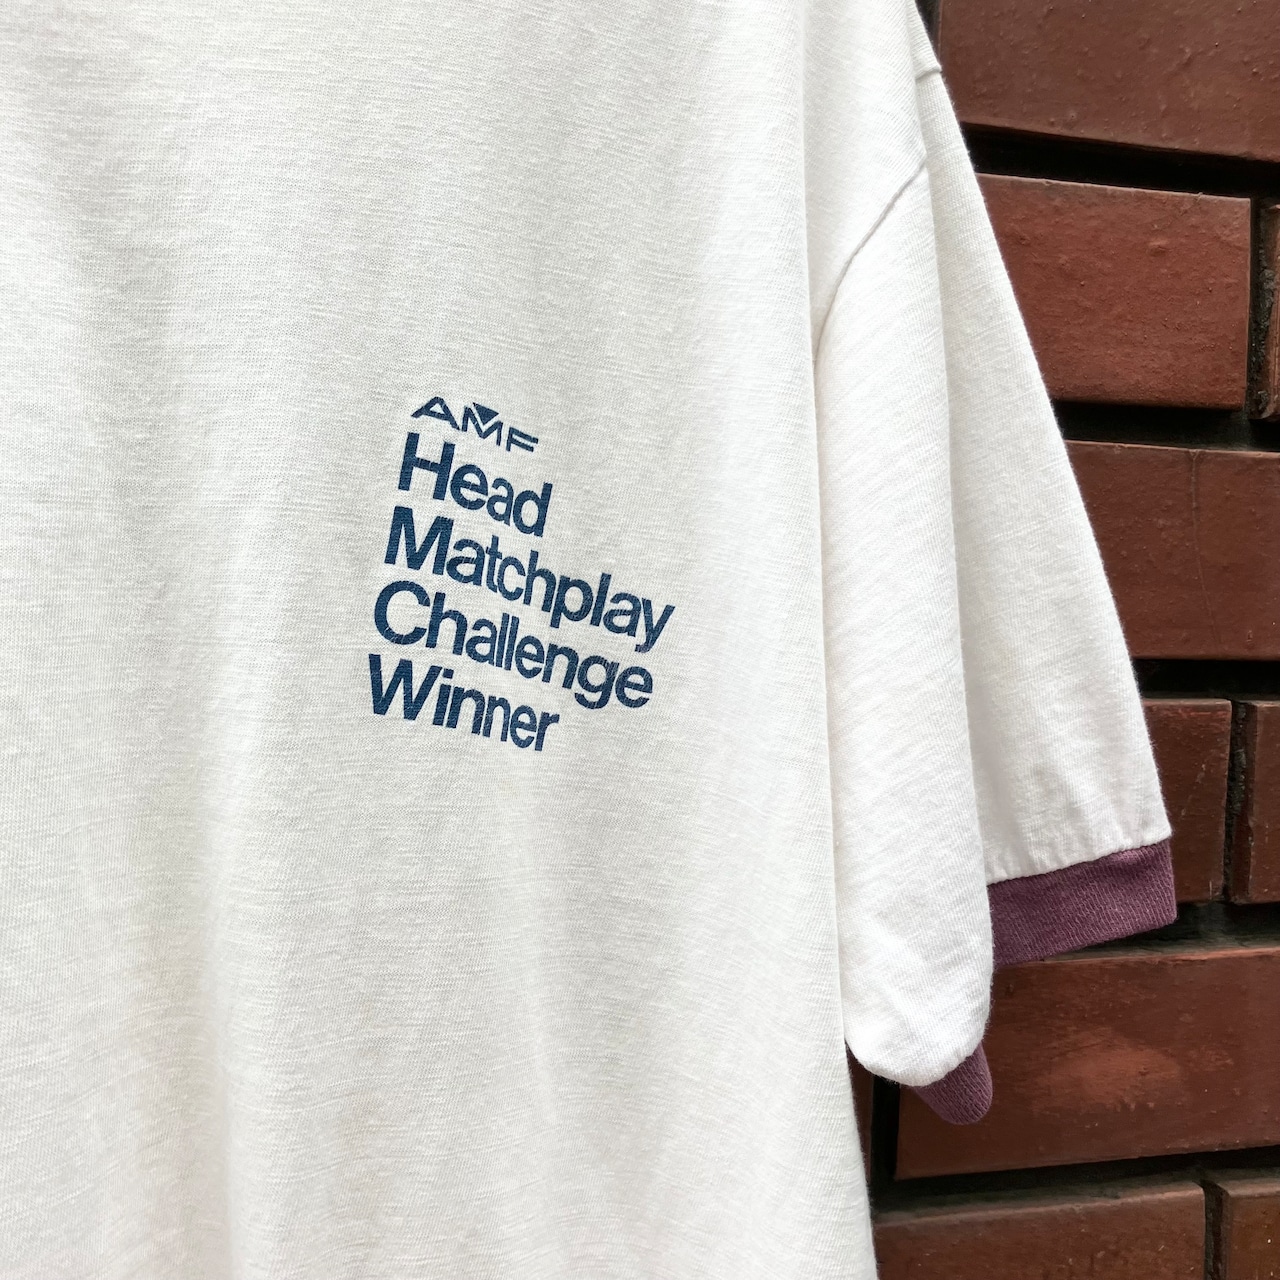 AMF
Head
Matchplay
Challenge
Winner